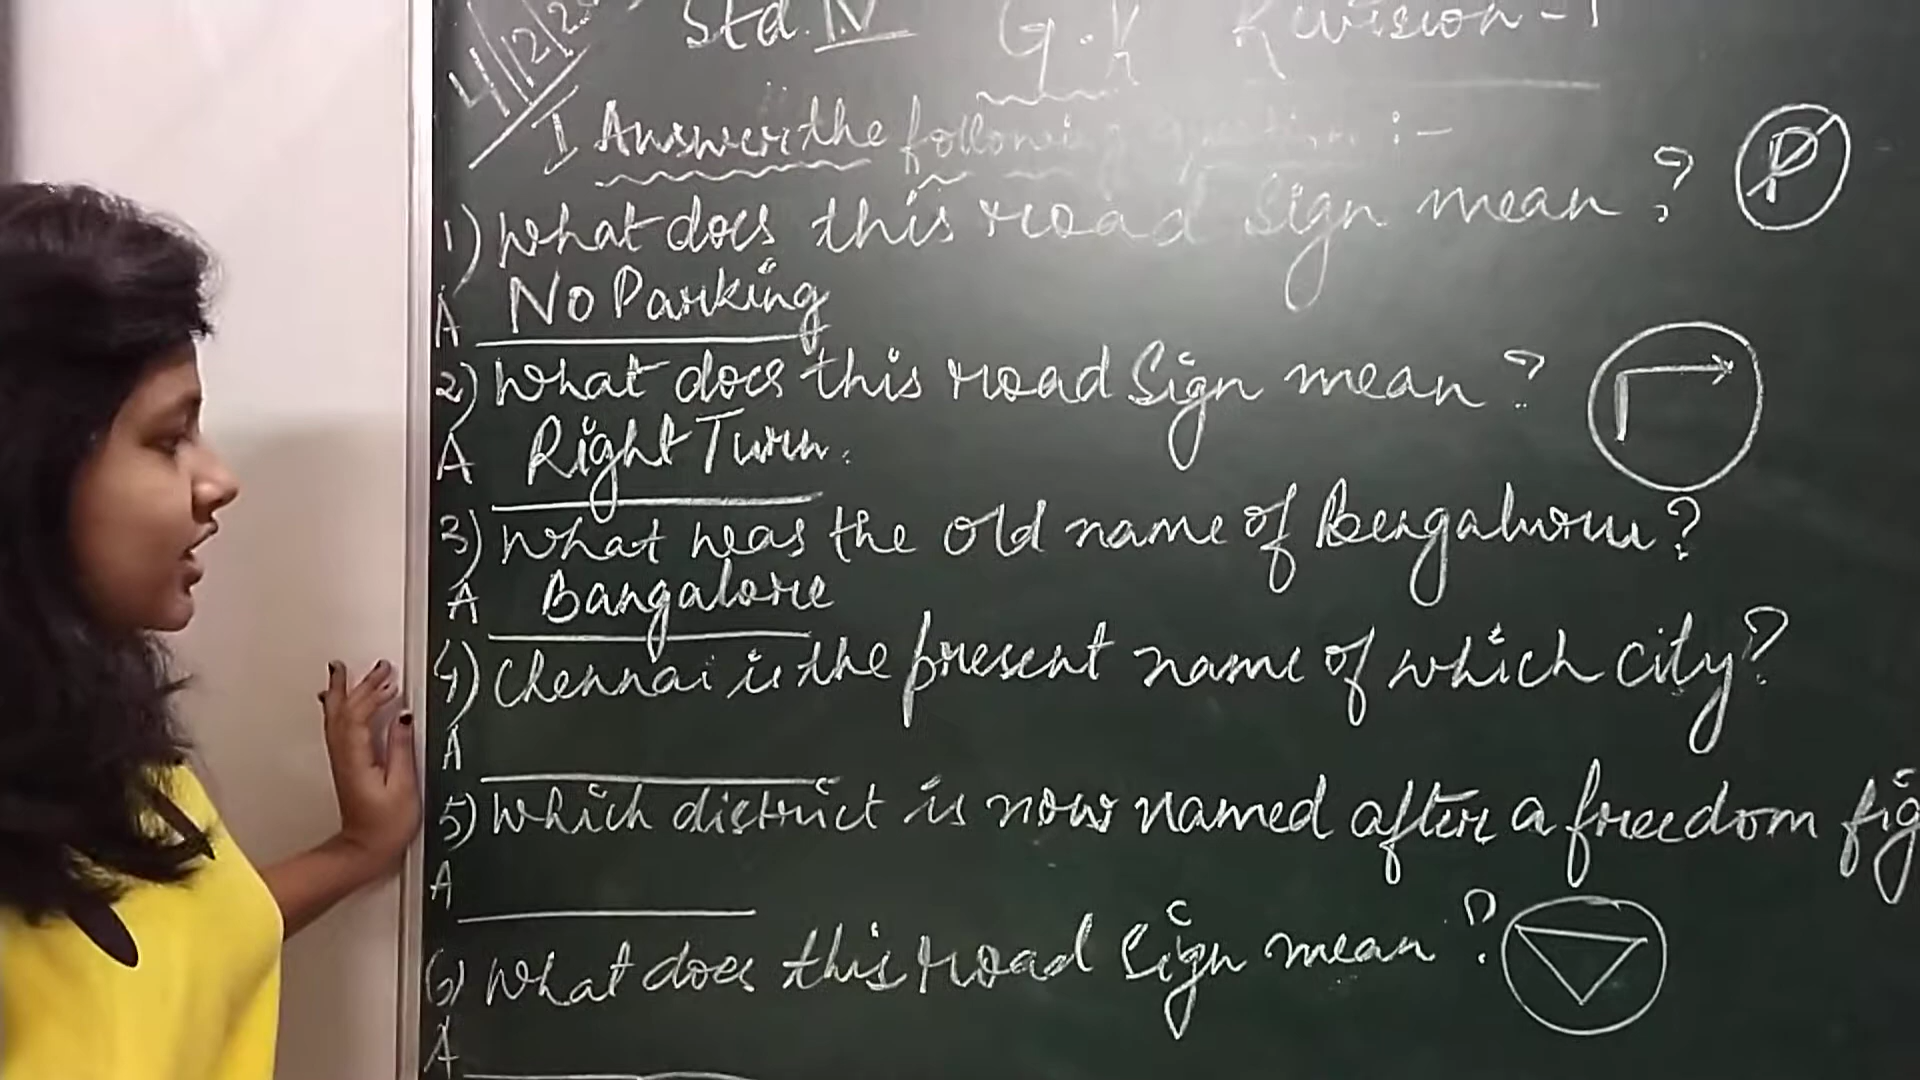 4/12/2
Std. IV G.K Revision - 1
I Answer the following questions :-
1) What does this road sign mean? P
A No Parking
2) What does this road sign mean?
A Right Turn.
3) What was the old name of Bengaluru?
A Bangalore
4) Chennai is the present name of which city?
A
5) Which district is now named after a freedom fig
A
6) What does this road sign mean?
A